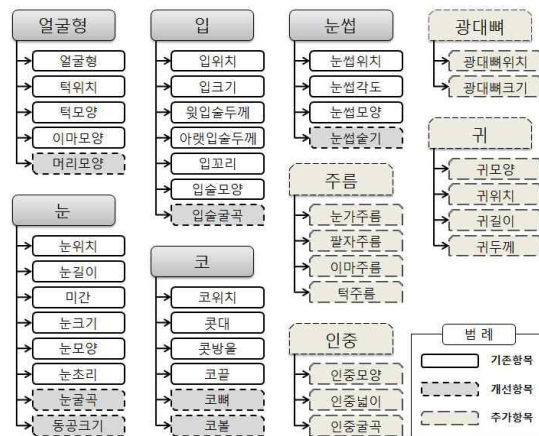 얼굴형
얼굴형
턱위치
턱모양
이마모양
머리모양
눈
눈위치
눈길이
미간
눈크기
눈모양
눈초리
눈굴곡
동공크기
입
입위치
입크기
윗입술두께
아랫입술두께
입꼬리
입술모양
입술굴곡
코
코위치
콧대
콧방울
코끝
코뼈
코볼
눈썹
눈썹위치
눈썹각도
눈썹모양
눈썹술기
주름
눈가주름
팔자주름
이마주름
턱주름
인중
인중모양
인중넓이
인중굴곡
광대뼈
광대뼈위치
광대뼈크기
귀
귀모양
귀위치
귀길이
귀두께
범 례
기존항목
개선항목
추가항목